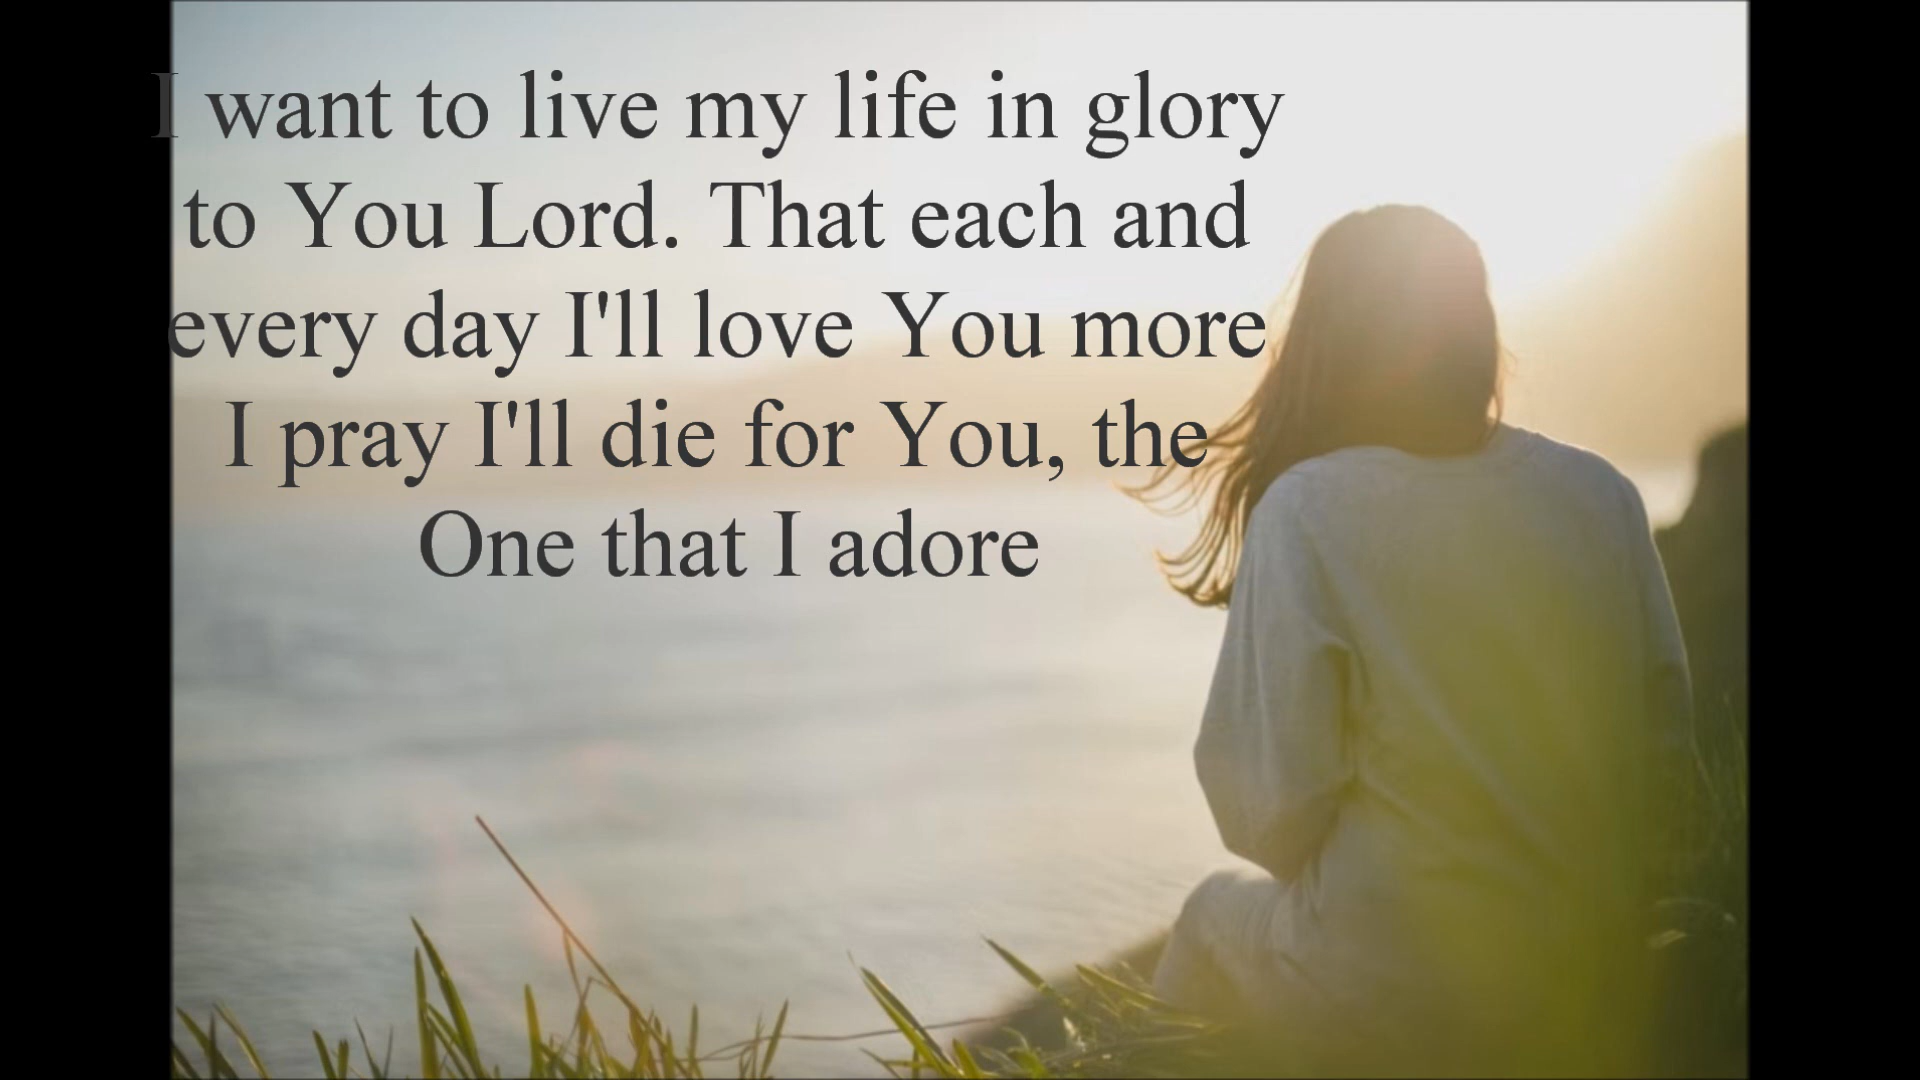 I want to live my life in glory
to You Lord. That each and
every day I'll love You more
I pray I'll die for You, the
One that I adore